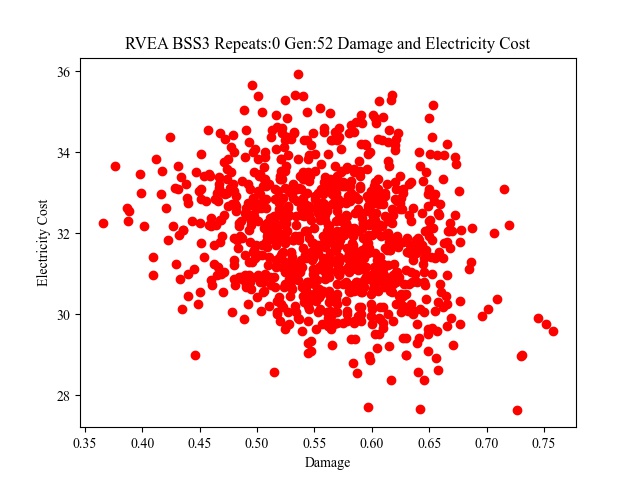 RVEA BSS3 Repeats:0 Gen:52 Damage and Electricity Cost
36
34
32
30
28
Electricity Cost
0.35 0.40 0.45 0.50 0.55 0.60 0.65 0.70 0.75
Damage